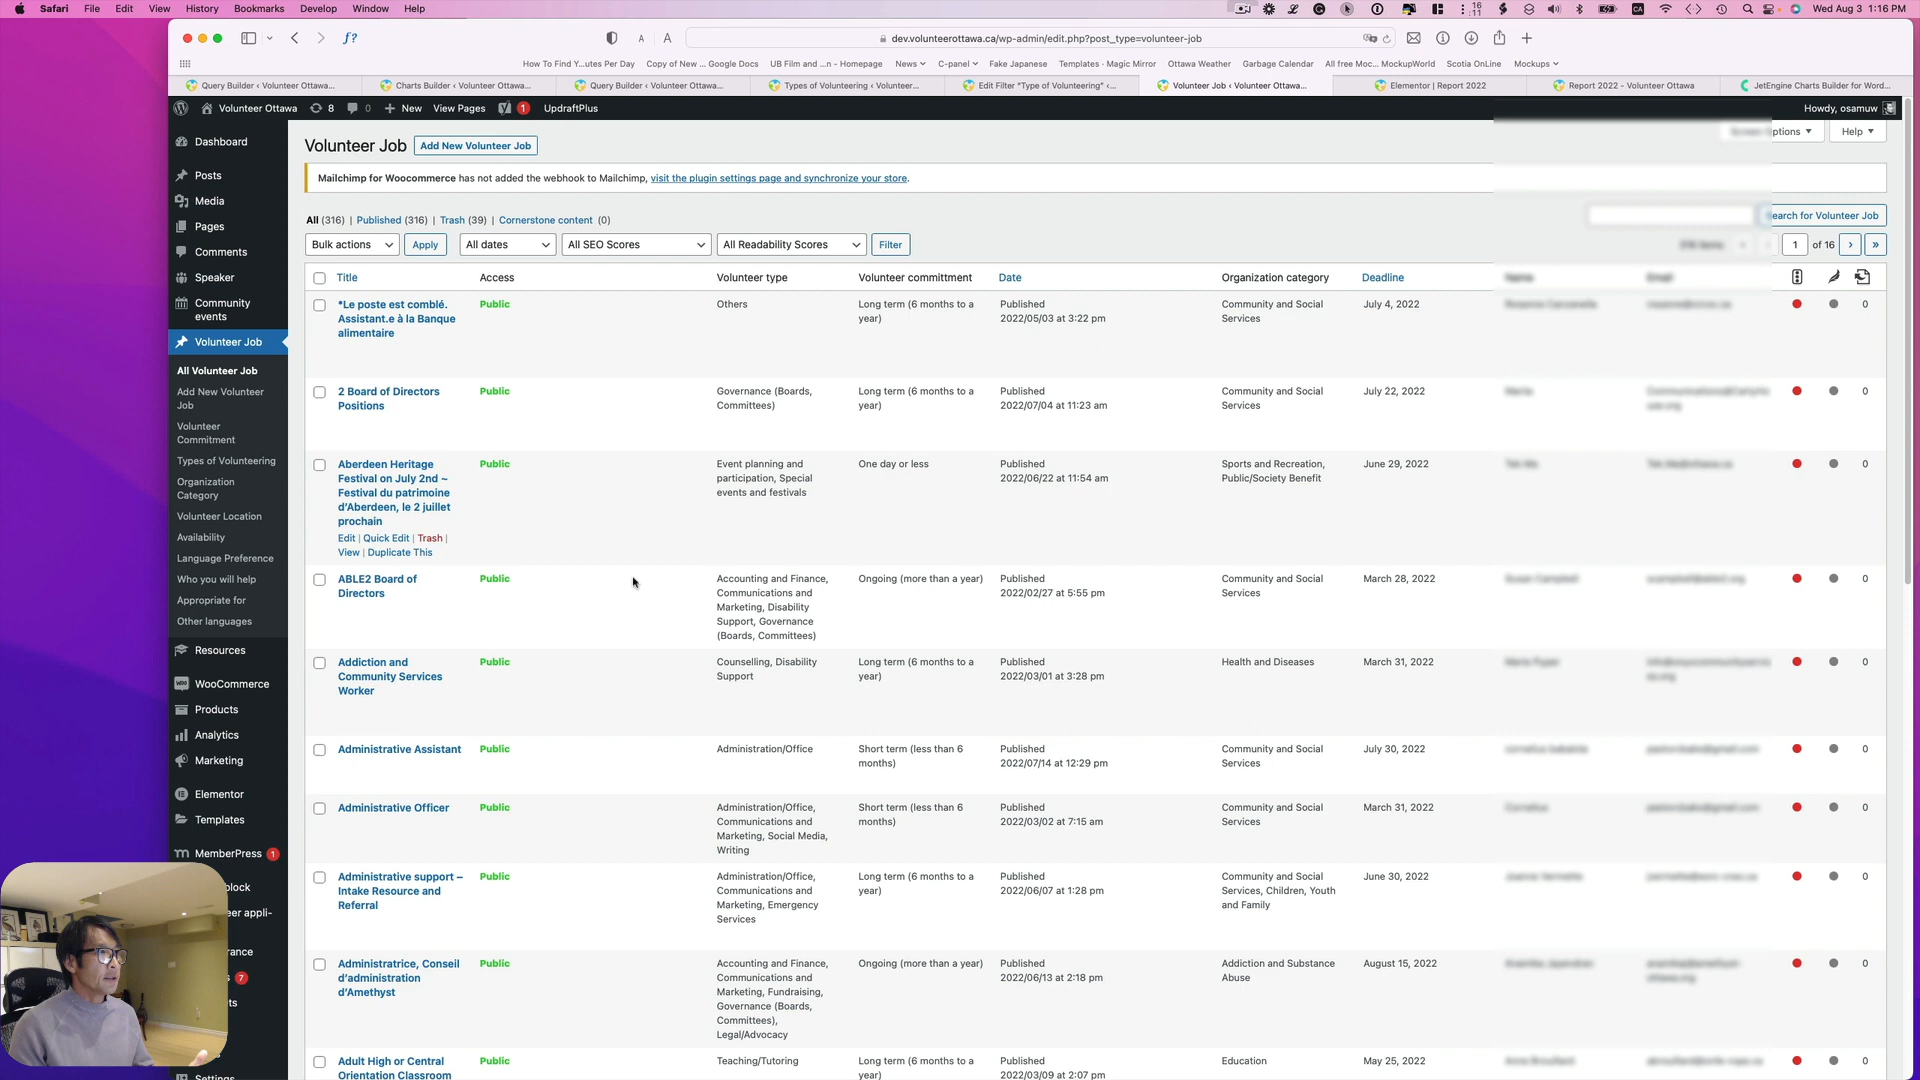 Safari File Edit View History Bookmarks Develop Window Help 16 11 CA Wed Aug 3 1:16 PM
f? A A dev.volunteerottawa.ca/wp-admin/edit.php?post_type=volunteer-job
How To Find Y...utes Per Day Copy of New ... Google Docs UB Film and ...n - Homepage News Cpanel Fake Japanese Templates - Magic Mirror Ottawa Weather Garbage Calendar All free Moc... MockupWorld Scotia OnLine Mockups
Query Builder ‹ Volunteer Ottawa... Charts Builder ‹ Volunteer Ottawa... Query Builder ‹ Volunteer Ottawa... Types of Volunteering ‹ Volunteer... Edit Filter "Type of Volunteering" ‹... Volunteer Job ‹ Volunteer Ottawa... Elementor | Report 2022 Report 2022 - Volunteer Ottawa JetEngine Charts Builder for Word...
Volunteer Ottawa 8 0 New View Pages 1 UpdraftPlus Howdy, osamuw
Dashboard
Posts
Media
Pages
Comments
Speaker
Community
events
Volunteer Job
All Volunteer Job
Add New Volunteer
Job
Volunteer
Commitment
Types of Volunteering
Organization
Category
Volunteer Location
Availability
Language Preference
Who you will help
Appropriate for
Other languages
Resources
WooCommerce
Products
Analytics
Marketing
Elementor
Templates
MemberPress 1
7
Settings
Volunteer Job Add New Volunteer Job Screen Options Help
Mailchimp for Woocommerce has not added the webhook to Mailchimp, visit the plugin settings page and synchronize your store.
All (316) | Published (316) | Trash (39) | Cornerstone content (0) Search for Volunteer Job
Bulk actions Apply All dates All SEO Scores All Readability Scores Filter 316 items « ‹ 1 of 16 › »
Title Access Volunteer type Volunteer committment Date Organization category Deadline Name Email
*Le poste est comblé.
Assistant.e à la Banque
alimentaire
Public
Others
Long term (6 months to a
year)
Published
2022/05/03 at 3:22 pm
Community and Social
Services
July 4, 2022
0
2 Board of Directors
Positions
Public
Governance (Boards,
Committees)
Long term (6 months to a
year)
Published
2022/07/04 at 11:23 am
Community and Social
Services
July 22, 2022
0
Aberdeen Heritage
Festival on July 2nd ~
Festival du patrimoine
d'Aberdeen, le 2 juillet
prochain
Edit | Quick Edit | Trash |
View | Duplicate This
Public
Event planning and
participation, Special
events and festivals
One day or less
Published
2022/06/22 at 11:54 am
Sports and Recreation,
Public/Society Benefit
June 29, 2022
0
ABLE2 Board of
Directors
Public
Accounting and Finance,
Communications and
Marketing, Disability
Support, Governance
(Boards, Committees)
Ongoing (more than a year)
Published
2022/02/27 at 5:55 pm
Community and Social
Services
March 28, 2022
0
Addiction and
Community Services
Worker
Public
Counselling, Disability
Support
Long term (6 months to a
year)
Published
2022/03/01 at 3:28 pm
Health and Diseases
March 31, 2022
0
Administrative Assistant
Public
Administration/Office
Short term (less than 6
months)
Published
2022/07/14 at 12:29 pm
Community and Social
Services
July 30, 2022
0
Administrative Officer
Public
Administration/Office,
Communications and
Marketing, Social Media,
Writing
Short term (less than 6
months)
Published
2022/03/02 at 7:15 am
Community and Social
Services
March 31, 2022
0
Administrative support –
Intake Resource and
Referral
Public
Administration/Office,
Communications and
Marketing, Emergency
Services
Long term (6 months to a
year)
Published
2022/06/07 at 1:28 pm
Community and Social
Services, Children, Youth
and Family
June 30, 2022
0
Administratrice, Conseil
d'administration
d'Amethyst
Public
Accounting and Finance,
Communications and
Marketing, Fundraising,
Governance (Boards,
Committees),
Legal/Advocacy
Ongoing (more than a year)
Published
2022/06/13 at 2:18 pm
Addiction and Substance
Abuse
August 15, 2022
0
Adult High or Central
Orientation Classroom
Public
Teaching/Tutoring
Long term (6 months to a
year)
Published
2022/03/09 at 2:07 pm
Education
May 25, 2022
0